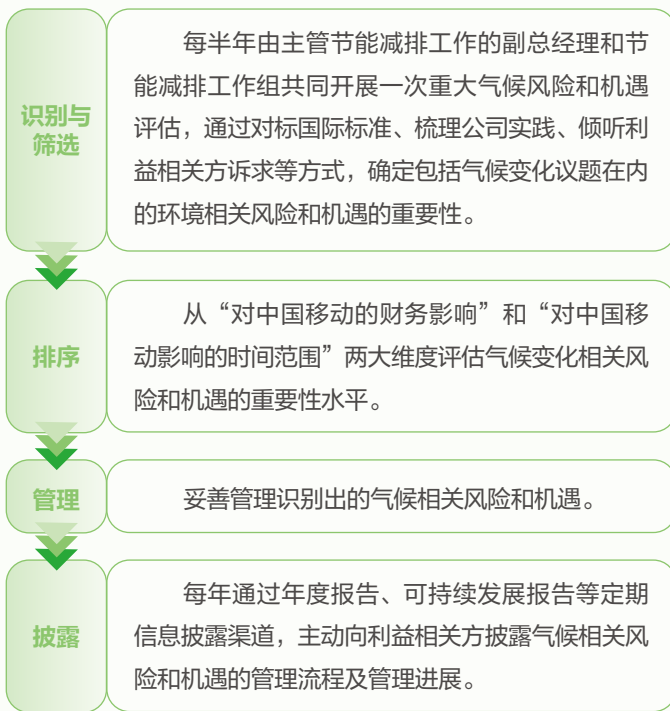 识别与
筛选
每半年由主管节能减排工作的副总经理和节
能减排工作组共同开展一次重大气候风险和机遇
评估，通过对标国际标准、梳理公司实践、倾听利
益相关方诉求等方式，确定包括气候变化议题在内
的环境相关风险和机遇的重要性。
排序
从“对中国移动的财务影响”和“对中国移
动影响的时间范围”两大维度评估气候变化相关风
险和机遇的重要性水平。
管理
妥善管理识别出的气候相关风险和机遇。
披露
每年通过年度报告、可持续发展报告等定期
信息披露渠道，主动向利益相关方披露气候相关风
险和机遇的管理流程及管理进展。